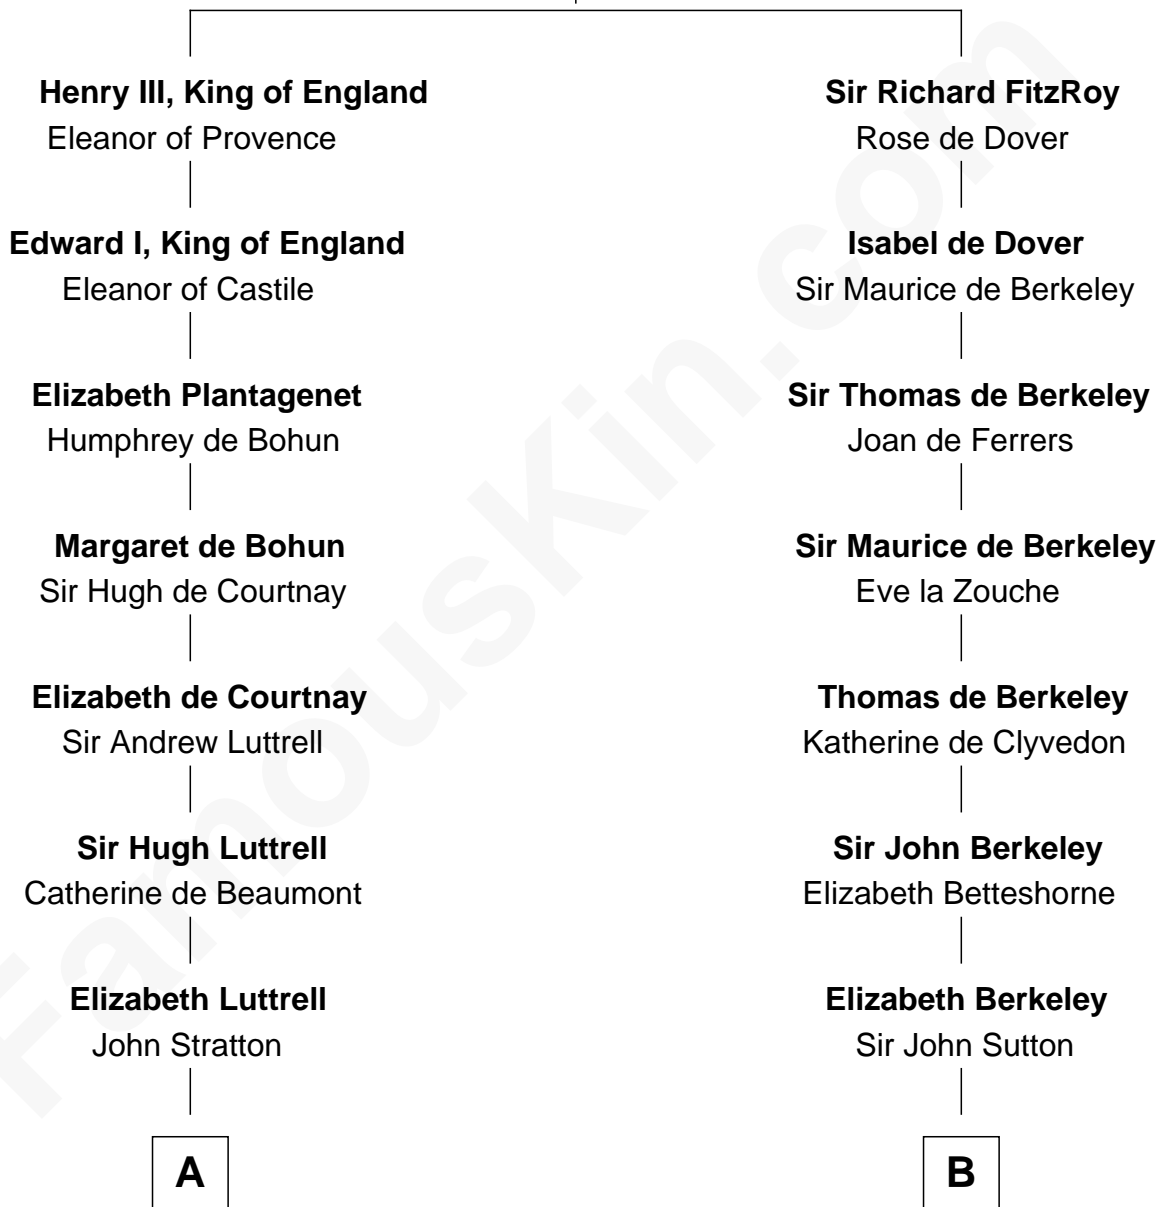 Henry III, King of England
Eleanor of Provence
Edward I, King of England
Eleanor of Castile
Elizabeth Plantagenet
Humphrey de Bohun
Margaret de Bohun
Sir Hugh de Courtnay
Elizabeth de Courtnay
Sir Andrew Luttrell
Sir Hugh Luttrell
Catherine de Beaumont
Elizabeth Luttrell
John Stratton
A
Sir Richard FitzRoy
Rose de Dover
Isabel de Dover
Sir Maurice de Berkeley
Sir Thomas de Berkeley
Joan de Ferrers
Sir Maurice de Berkeley
Eve la Zouche
Thomas de Berkeley
Katherine de Clyvedon
Sir John Berkeley
Elizabeth Betteshorne
Elizabeth Berkeley
Sir John Sutton
B
FamousKin.com